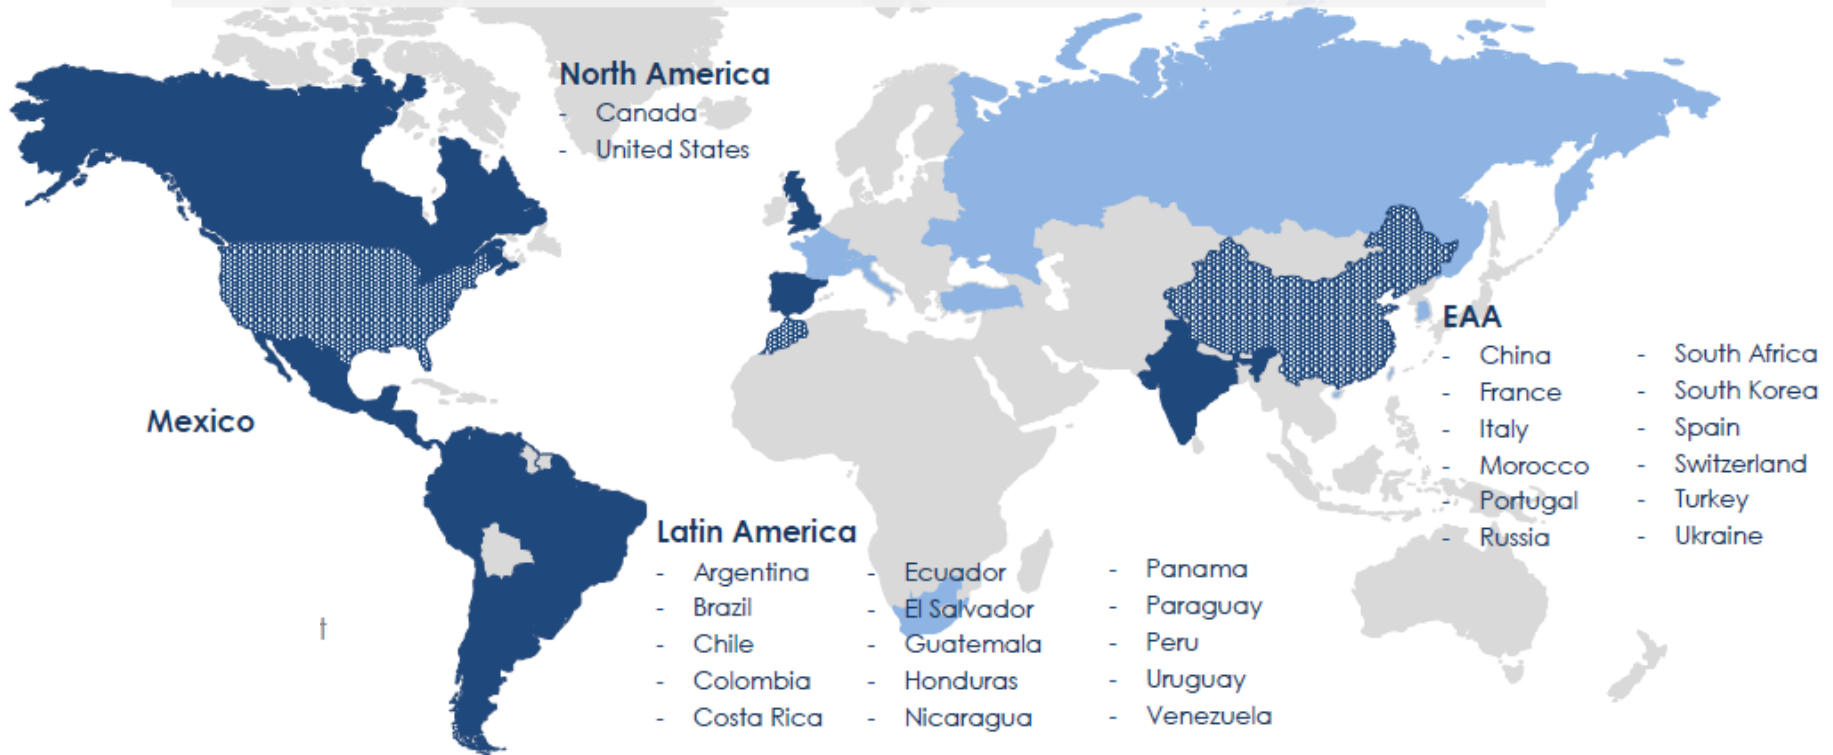 North America
- Canada
- United States
Mexico
EAA
- China
- France
- Italy
- Morocco
- Portugal
- Russia
- South Africa
- South Korea
- Spain
- Switzerland
- Turkey
- Ukraine
Latin America
- Argentina
- Brazil
- Chile
- Colombia
- Costa Rica
- Ecuador
- El Salvador
- Guatemala
- Honduras
- Nicaragua
- Panama
- Paraguay
- Peru
- Uruguay
- Venezuela
t